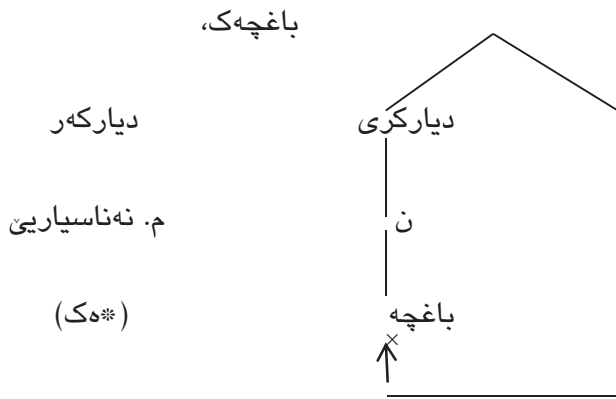 باغچەک،
دیارکری دیارکەر
ن م. نەناسیاریێ
باغچە (*ەک)
×